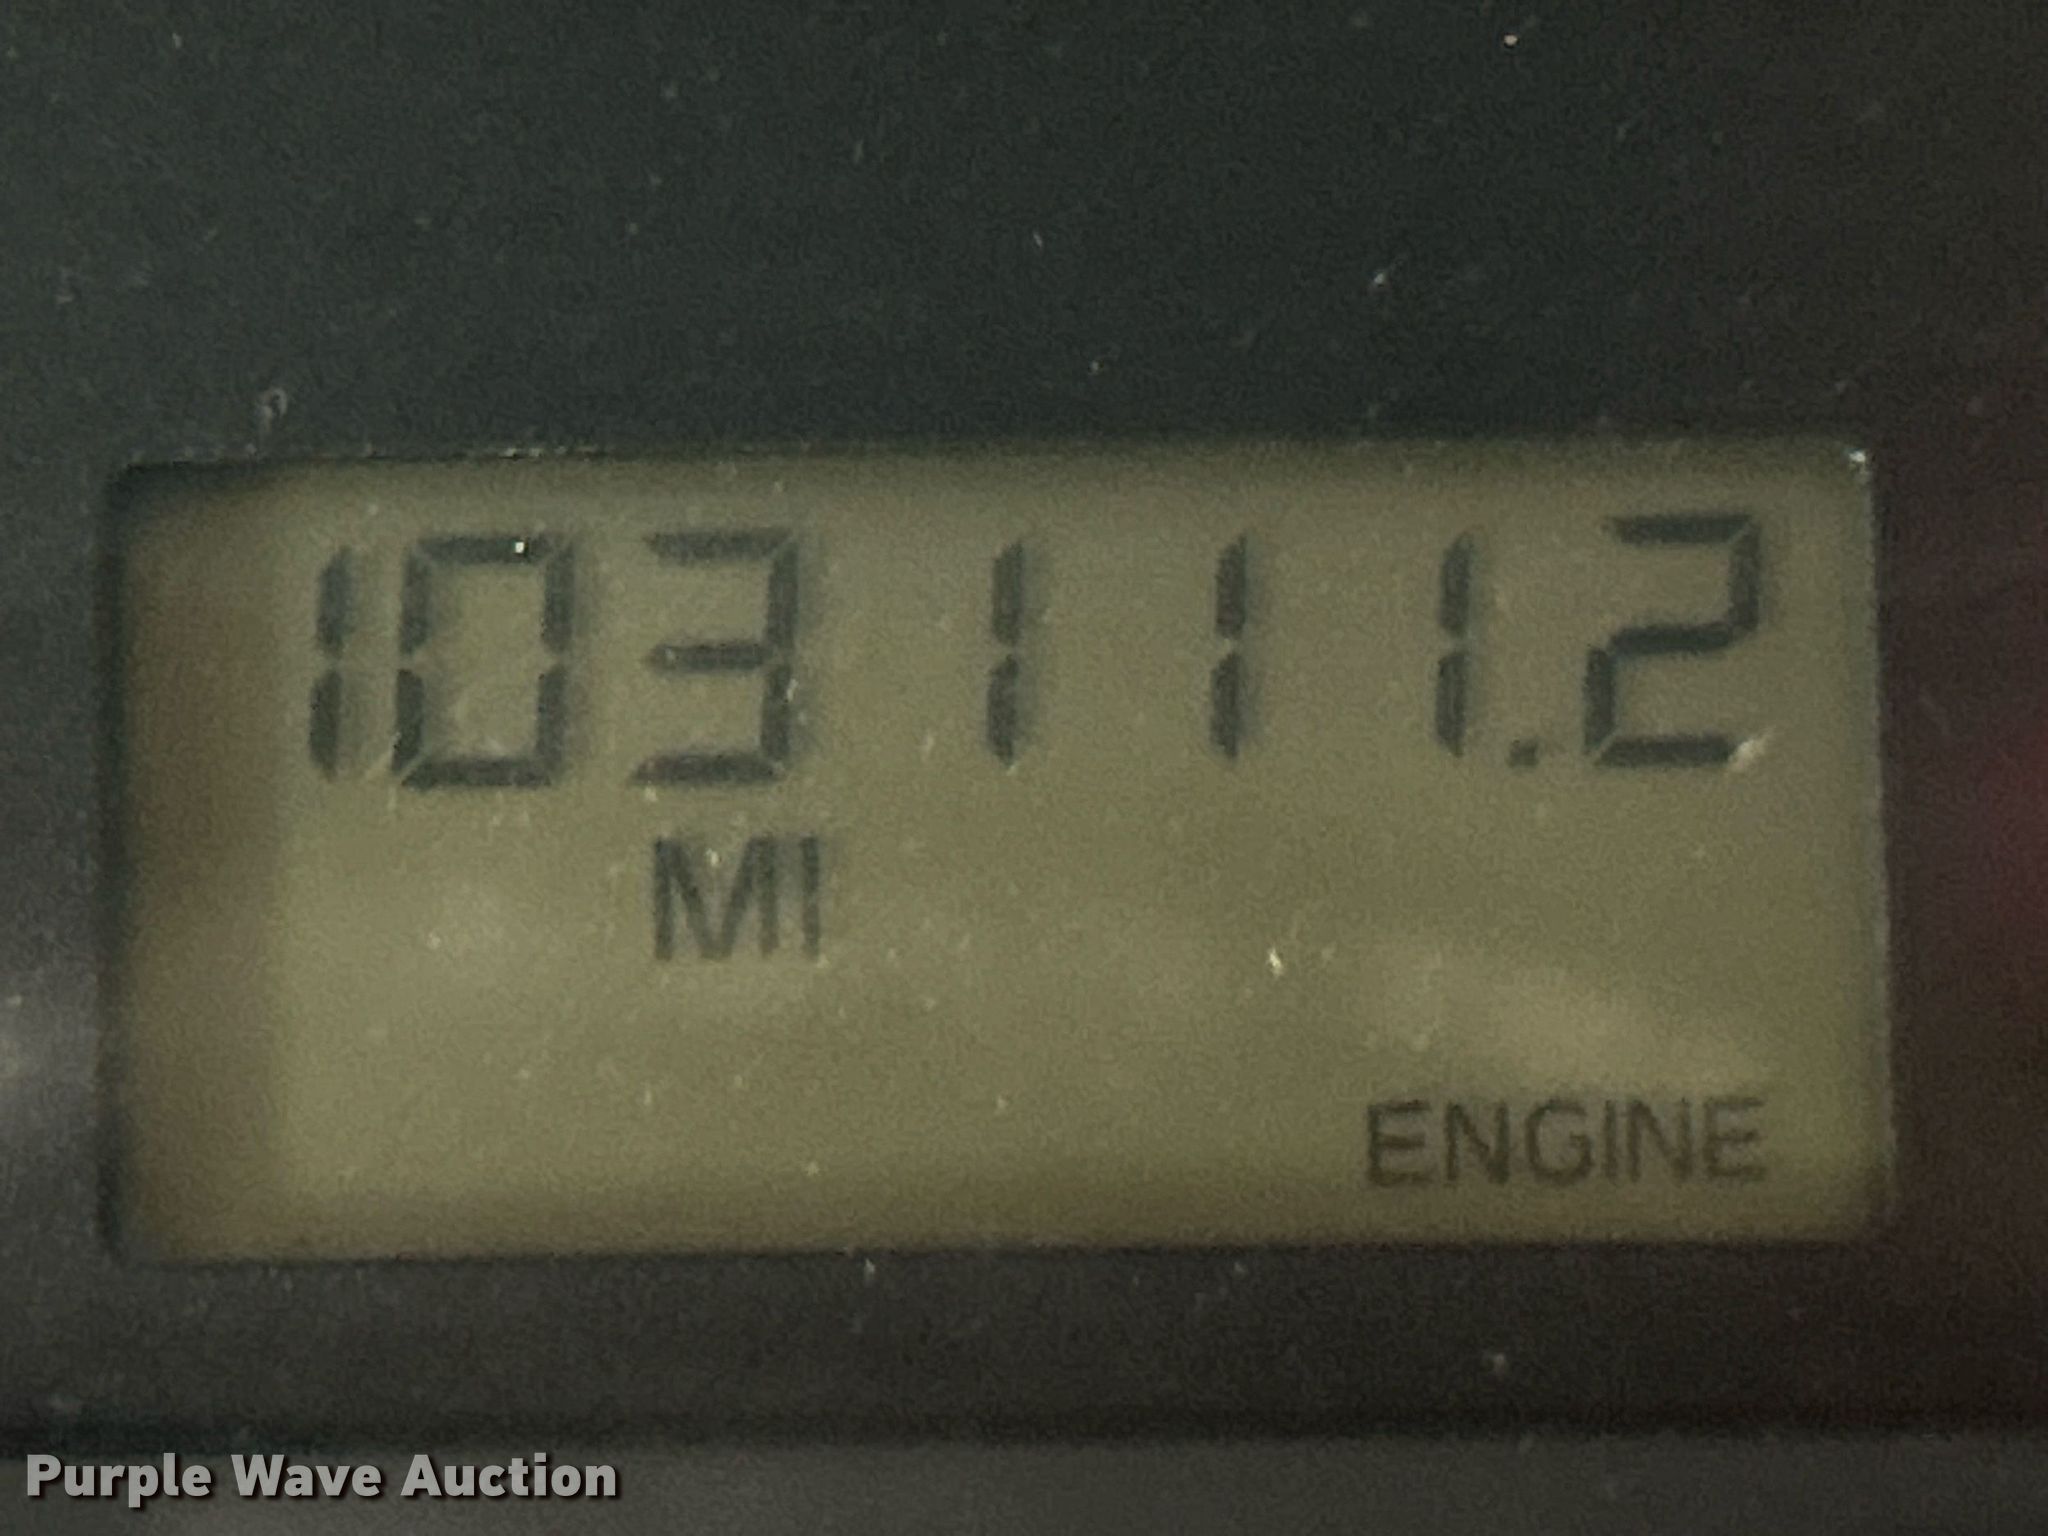 103111.2
MI
ENGINE
Purple Wave Auction